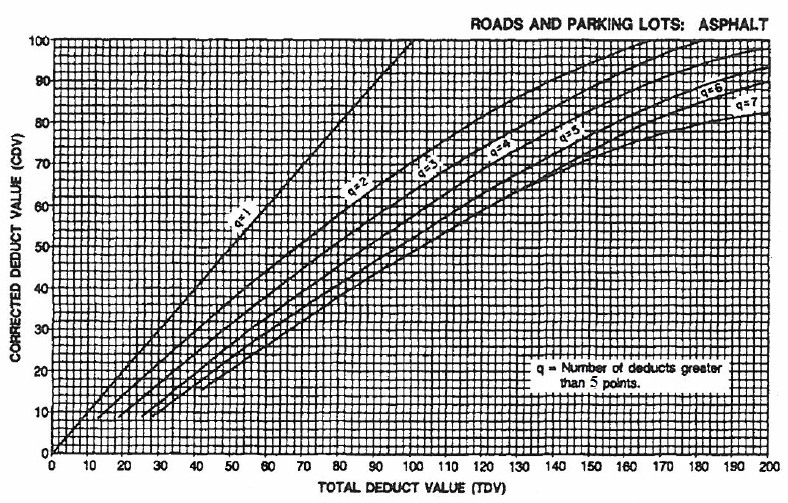 ROADS AND PARKING LOTS: ASPHALT
CORRECTED DEDUCT VALUE (CDV)
100
90
80
70
60
50
40
30
20
10
0
q=1
q=2
q=3
q=4
q=5
q=6
q=7
q = Number of deducts greater
than 5 points.
0 10 20 30 40 50 60 70 80 90 100 110 120 130 140 150 160 170 180 190 200
TOTAL DEDUCT VALUE (TDV)